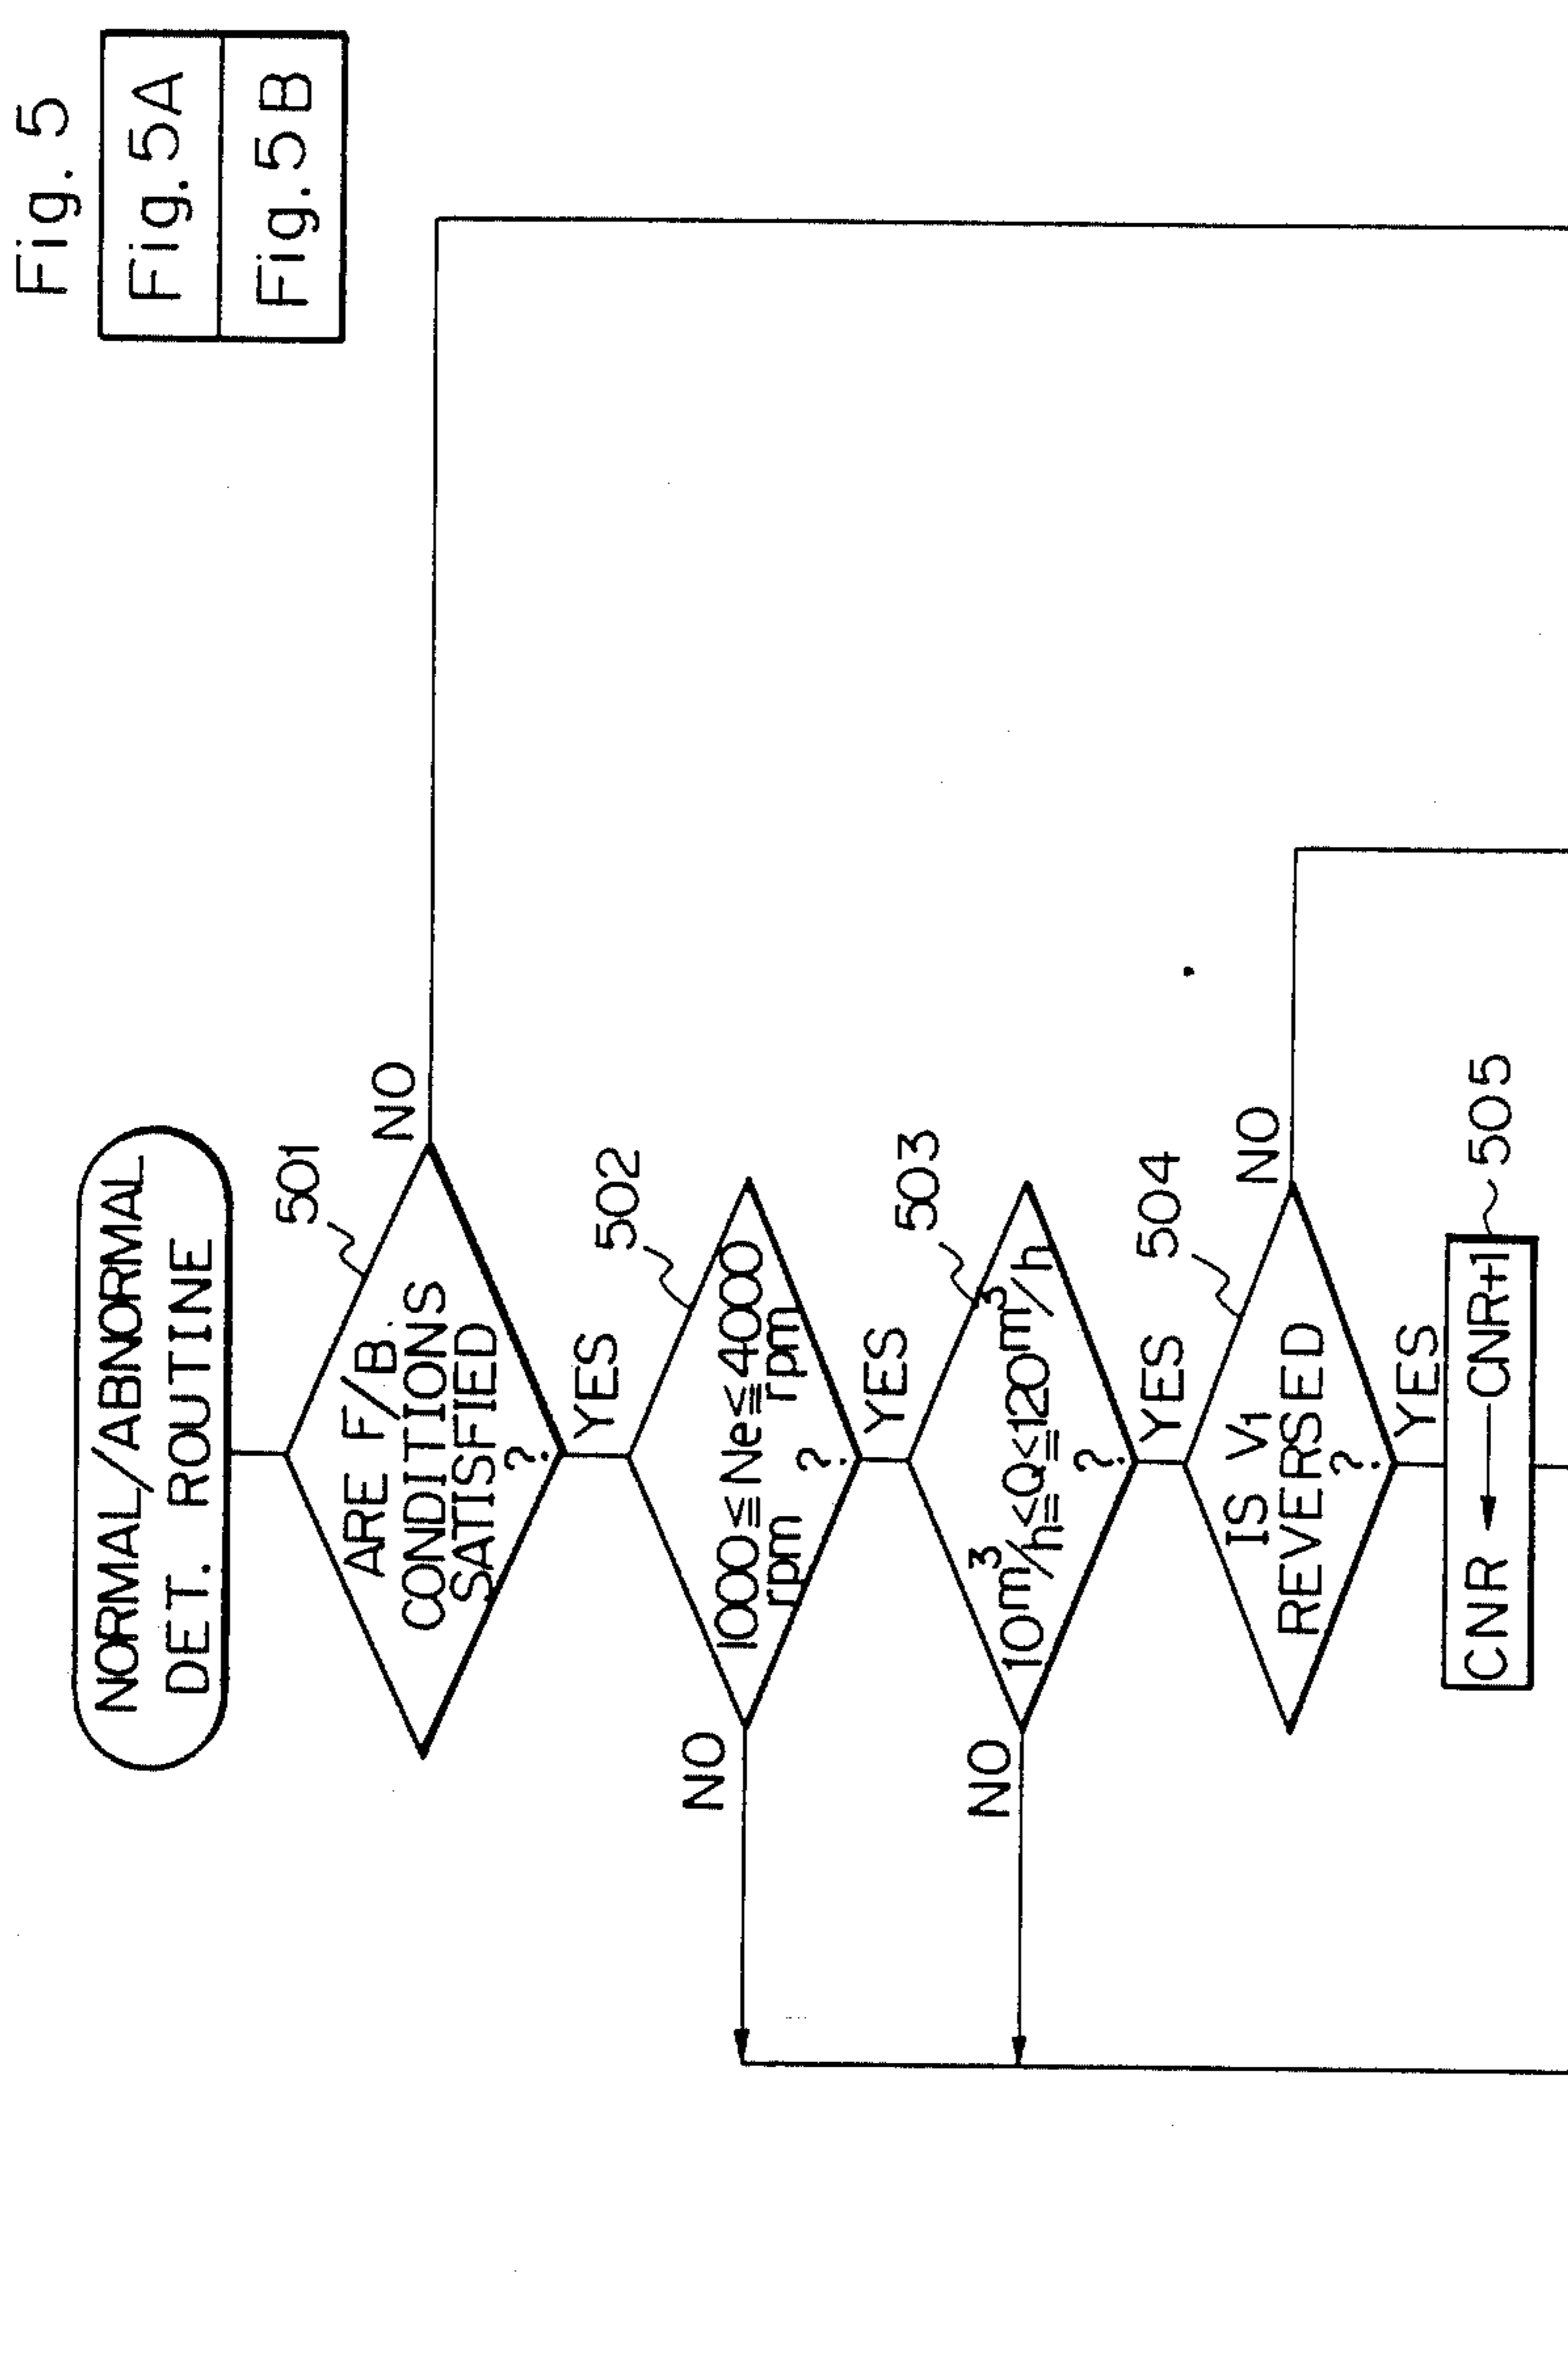 Fig. 5
Fig. 5A
Fig. 5B
NORMAL/ABNORMAL
DET. ROUTINE
501
ARE F/B
CONDITIONS
SATISFIED
?
NO
YES
502
1000≦Ne≦4000
rpm rpm
?
NO
YES
503
10m³/h≦Q≦120m³/h
?
NO
YES
504
IS V1
REVERSED
?
NO
YES
CNR ← CNR+1
505